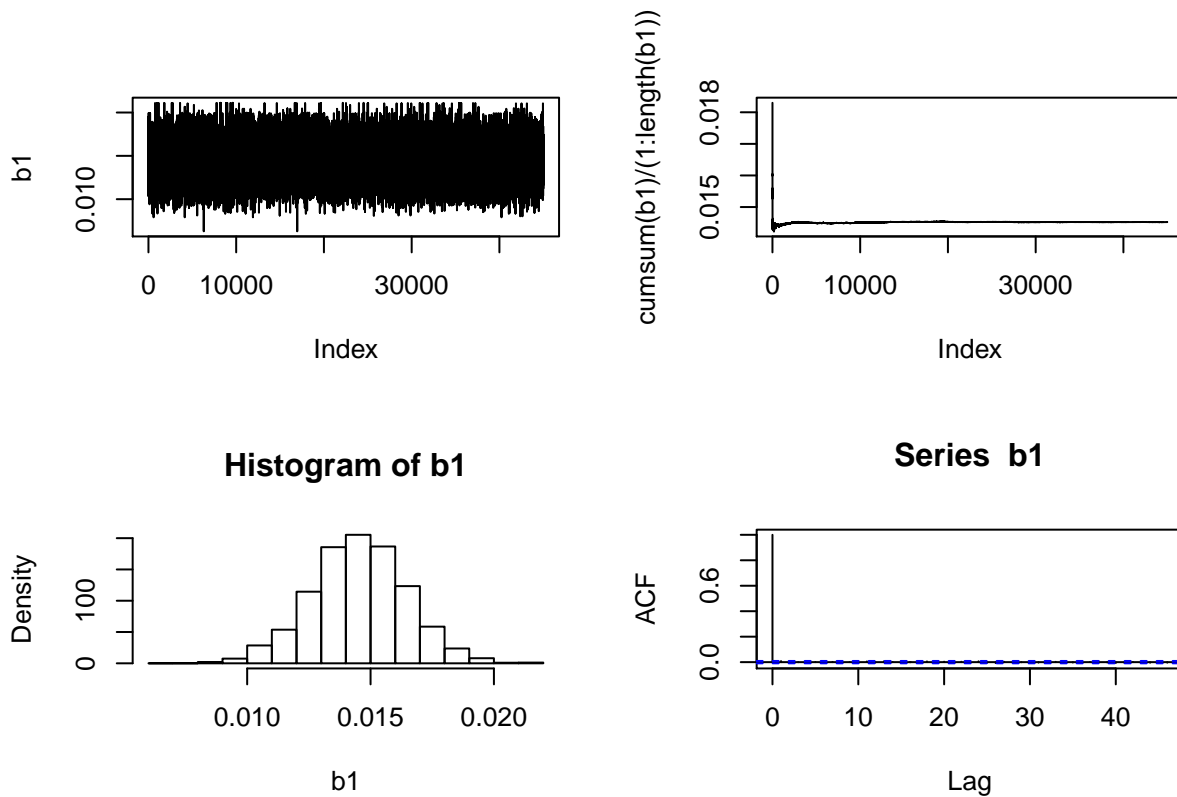 b1
0.010
0 10000 30000
Index
cumsum(b1)/(1:length(b1))
0.015 0.018
0 10000 30000
Index
Histogram of b1
Density
0 100
0.010 0.015 0.020
b1
Series b1
ACF
0.0 0.6
0 10 20 30 40
Lag